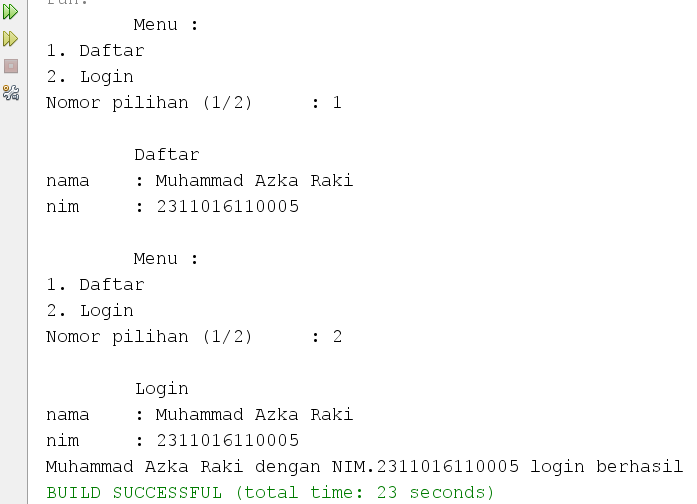 run:
Menu :
1. Daftar
2. Login
Nomor pilihan (1/2) : 1
Daftar
nama : Muhammad Azka Raki
nim : 2311016110005
Menu :
1. Daftar
2. Login
Nomor pilihan (1/2) : 2
Login
nama : Muhammad Azka Raki
nim : 2311016110005
Muhammad Azka Raki dengan NIM.2311016110005 login berhasil
BUILD SUCCESSFUL (total time: 23 seconds)